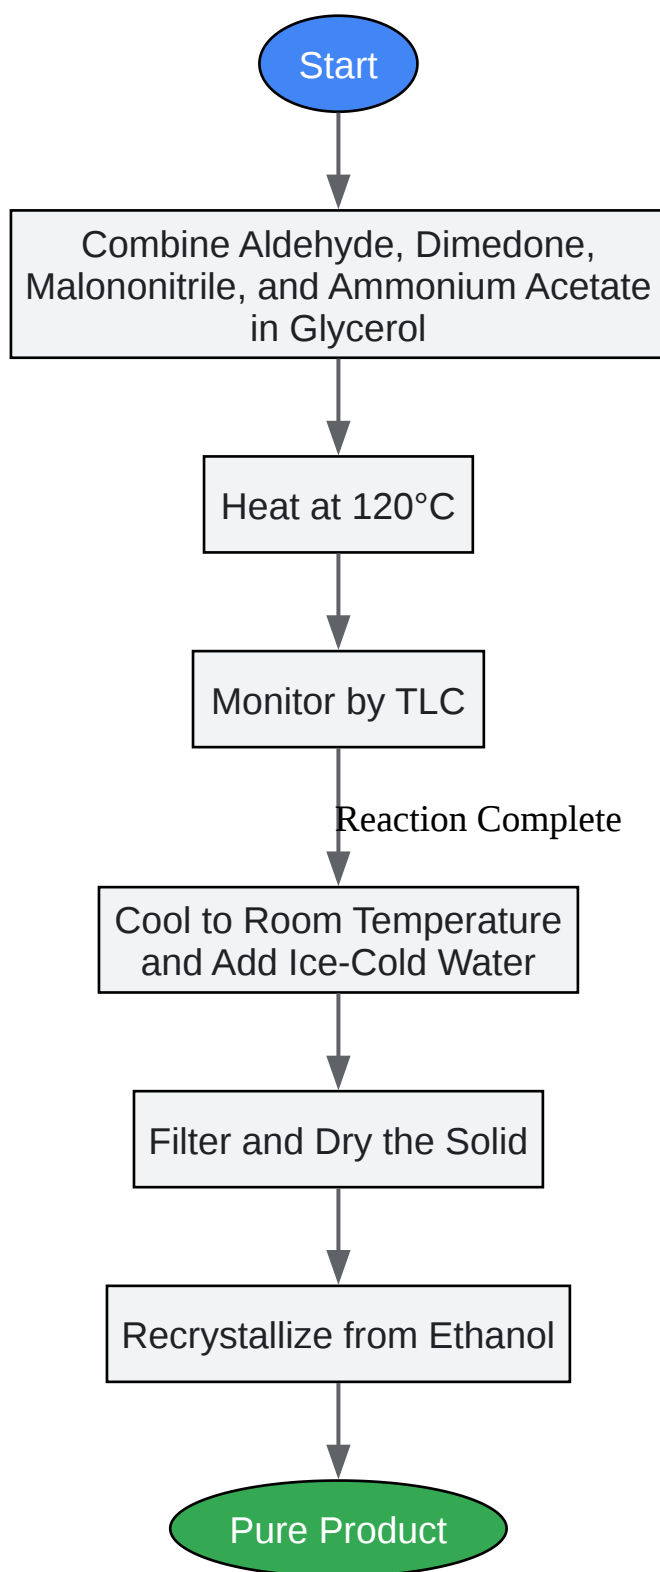 Start
Combine Aldehyde, Dimedone,
Malononitrile, and Ammonium Acetate
in Glycerol
Heat at 120°C
Monitor by TLC
Reaction Complete
Cool to Room Temperature
and Add Ice-Cold Water
Filter and Dry the Solid
Recrystallize from Ethanol
Pure Product